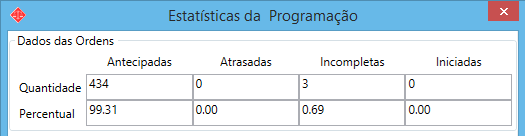 Estatísticas da Programação
Dados das Ordens
Antecipadas Atrasadas Incompletas Iniciadas
Quantidade 434 0 3 0
Percentual 99.31 0.00 0.69 0.00